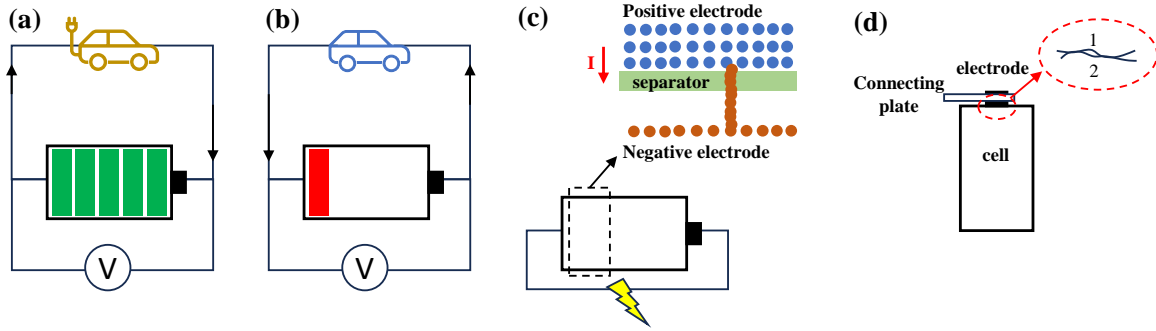 (a)
V
(b)
V
(c)
Positive electrode
I
separator
Negative electrode
(d)
1
2
electrode
Connecting
plate
cell